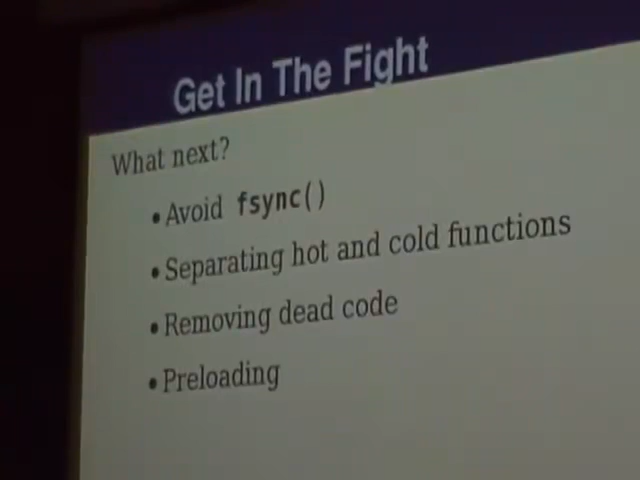 Get In The Fight
What next?
• Avoid fsync()
• Separating hot and cold functions
• Removing dead code
• Preloading